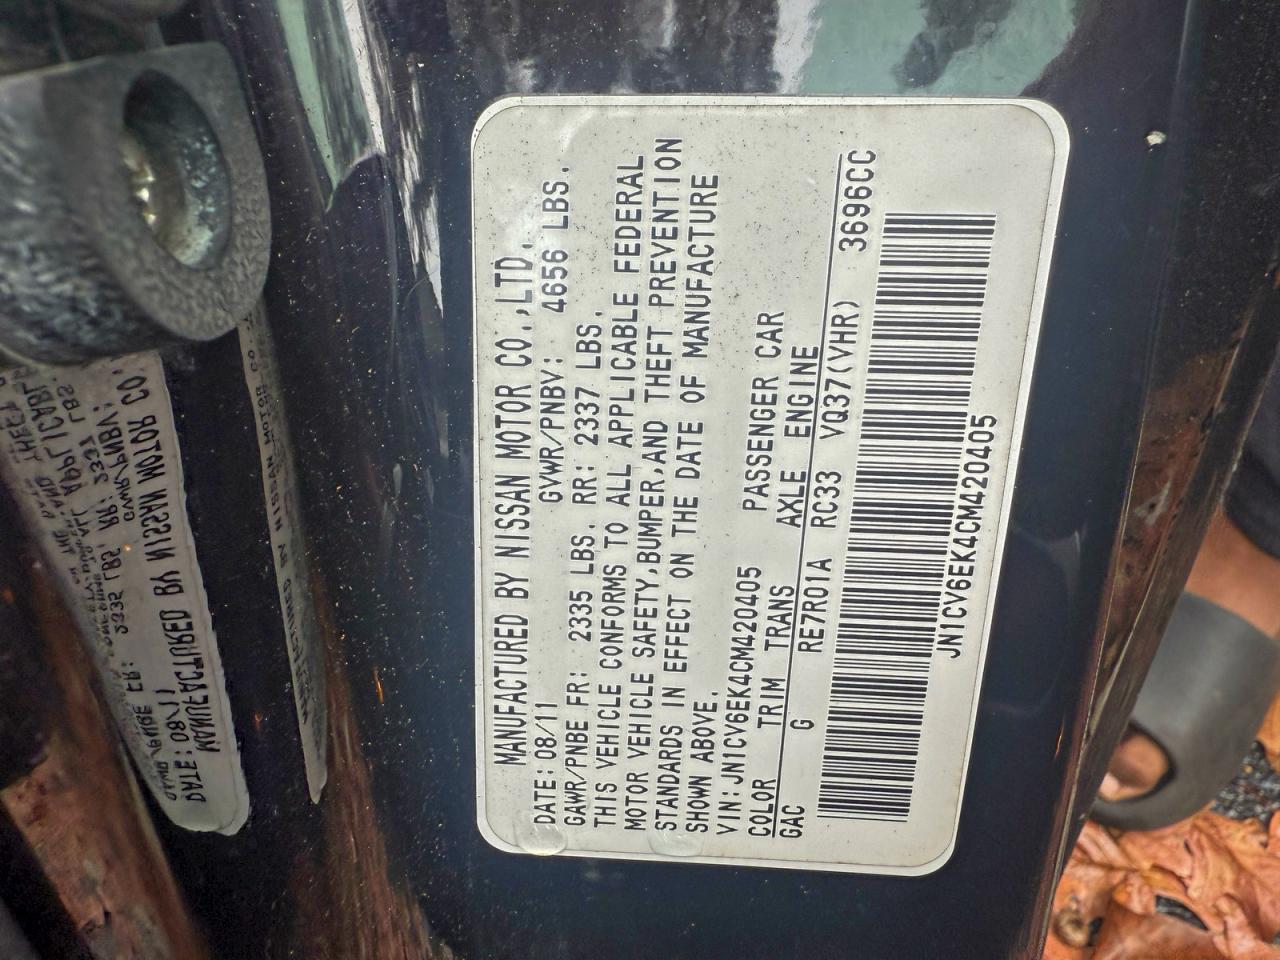 MANUFACTURED BY NISSAN MOTOR CO.,LTD.
DATE:08/11 GVWR/PNBV: 4656 LBS.
GAWR/PNBE FR: 2335 LBS. RR: 2337 LBS.
THIS VEHICLE CONFORMS TO ALL APPLICABLE FEDERAL
MOTOR VEHICLE SAFETY,BUMPER,AND THEFT PREVENTION
STANDARDS IN EFFECT ON THE DATE OF MANUFACTURE
SHOWN ABOVE.
VIN:JN1CV6EK4CM420405 PASSENGER CAR
COLOR TRIM TRANS AXLE ENGINE
GAC G RE7R01A RC33 VQ37(VHR) 3696CC
JN1CV6EK4CM420405